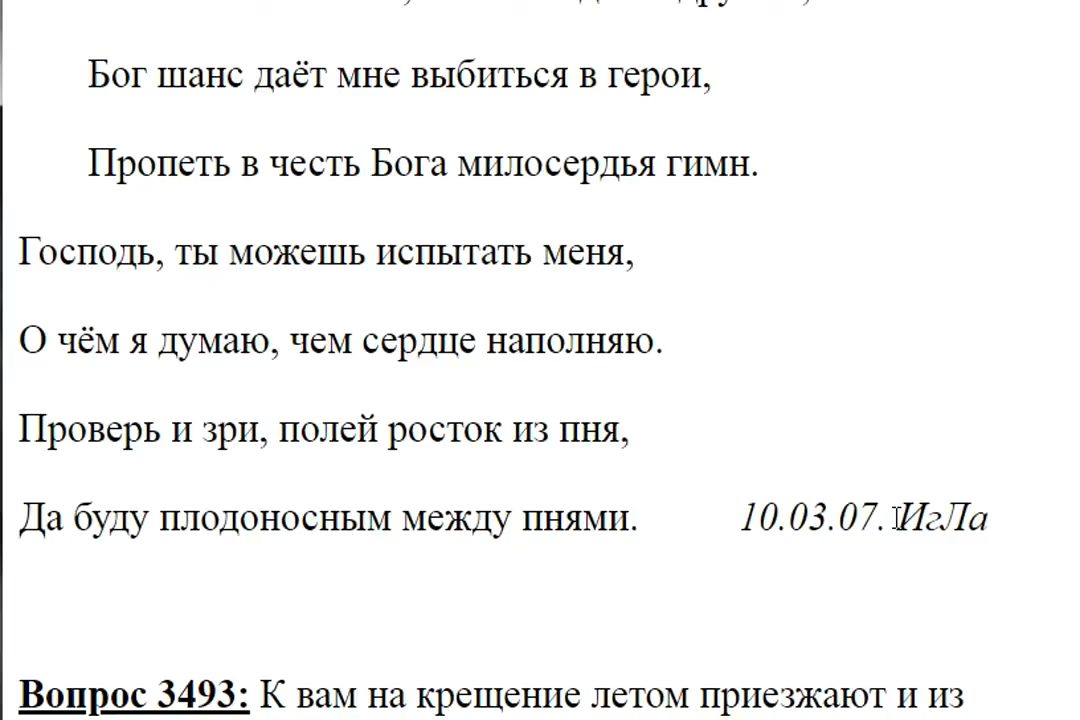 Бог шанс даёт мне выбиться в герои,
Пропеть в честь Бога милосердья гимн.
Господь, ты можешь испытать меня,
О чём я думаю, чем сердце наполняю.
Проверь и зри, полей росток из пня,
Да буду плодоносным между пнями. 10.03.07. ИгЛа
Вопрос 3493: К вам на крещение летом приезжают и из